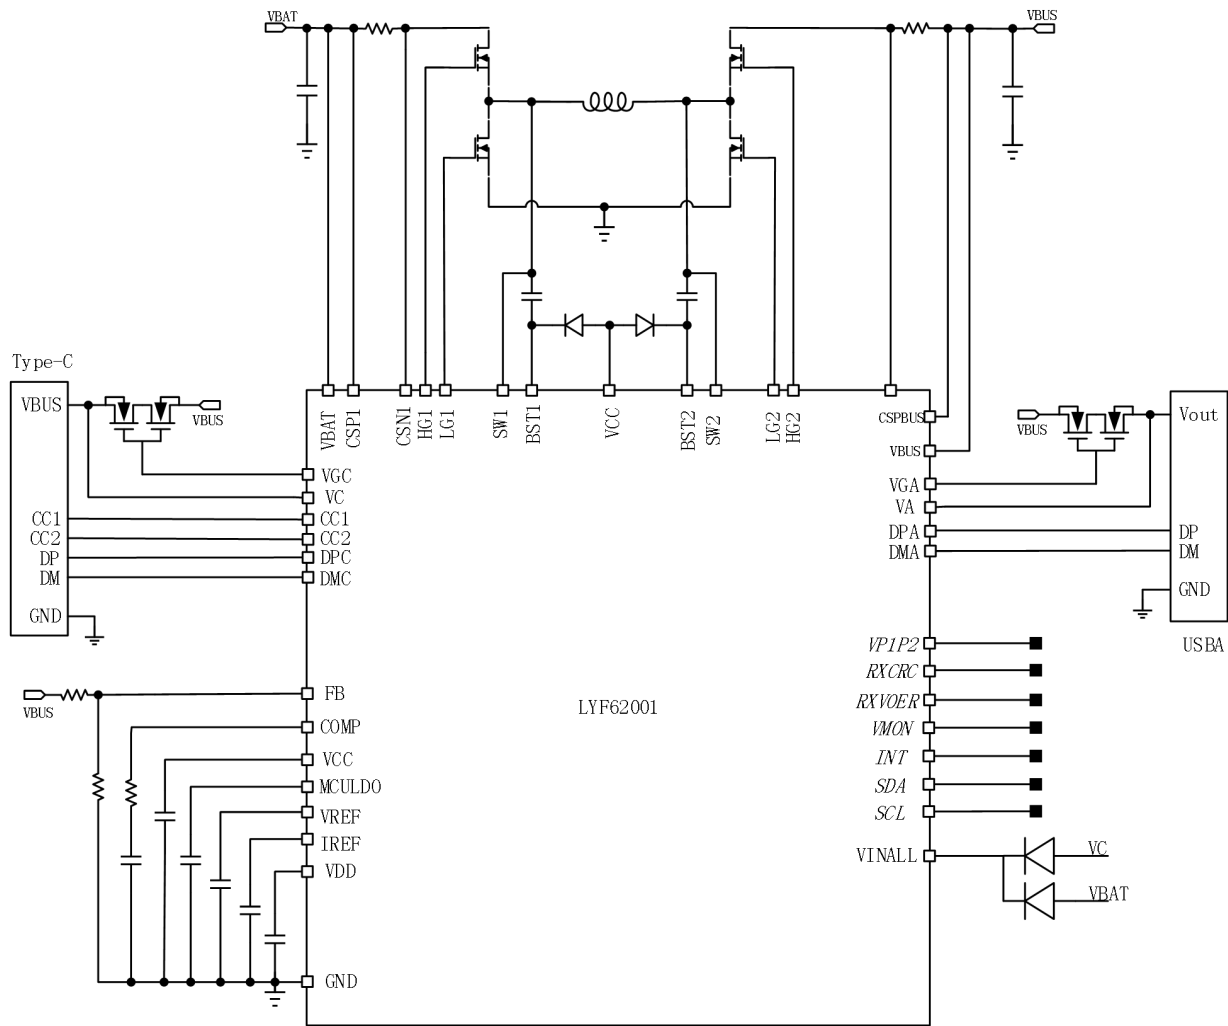 VBAT
VBUS
Type-C
VBUS
VBUS
CC1
CC2
DP
DM
GND
VBAT
CSP1
CSN1
HG1
LG1
SW1
BST1
VCC
BST2
SW2
LG2
HG2
CSPBUS
VBUS
VGA
VA
DPA
DMA
VGC
VC
CC1
CC2
DPC
DMC
VBUS
Vout
DP
DM
GND
USBA
VBUS
FB
COMP
VCC
MCULDO
VREF
IREF
VDD
GND
LYF62001
VP1P2
RXCRC
RXVOER
VMON
INT
SDA
SCL
VINALL
VC
VBAT